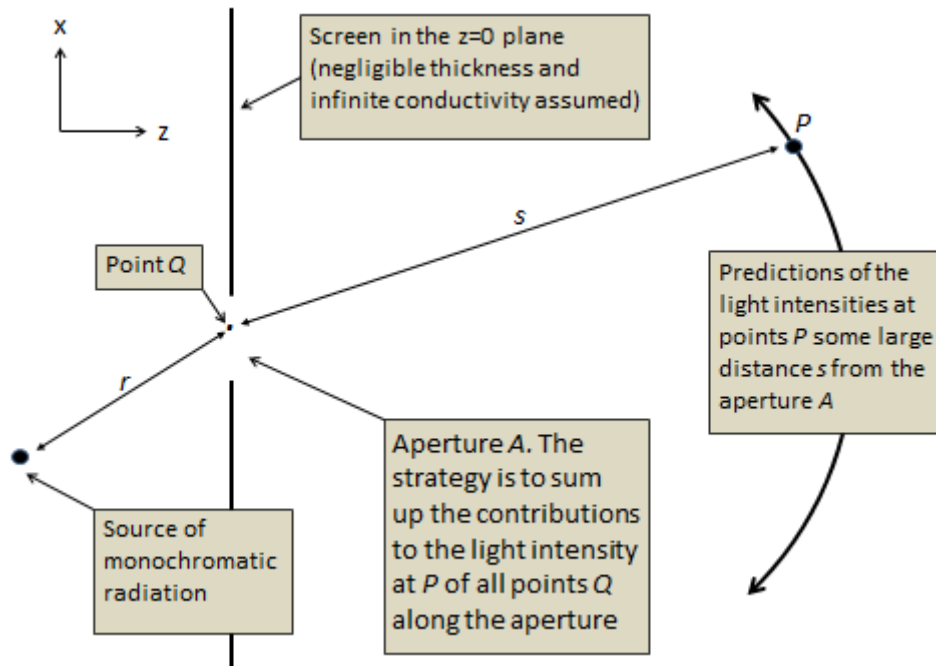 x
z
Screen in the z=0 plane
(negligible thickness and
infinite conductivity assumed)
P
s
Point Q
Predictions of the
light intensities at
points P some large
distance s from the
aperture A
r
Aperture A. The
strategy is to sum
up the contributions
to the light intensity
at P of all points Q
along the aperture
Source of
monochromatic
radiation